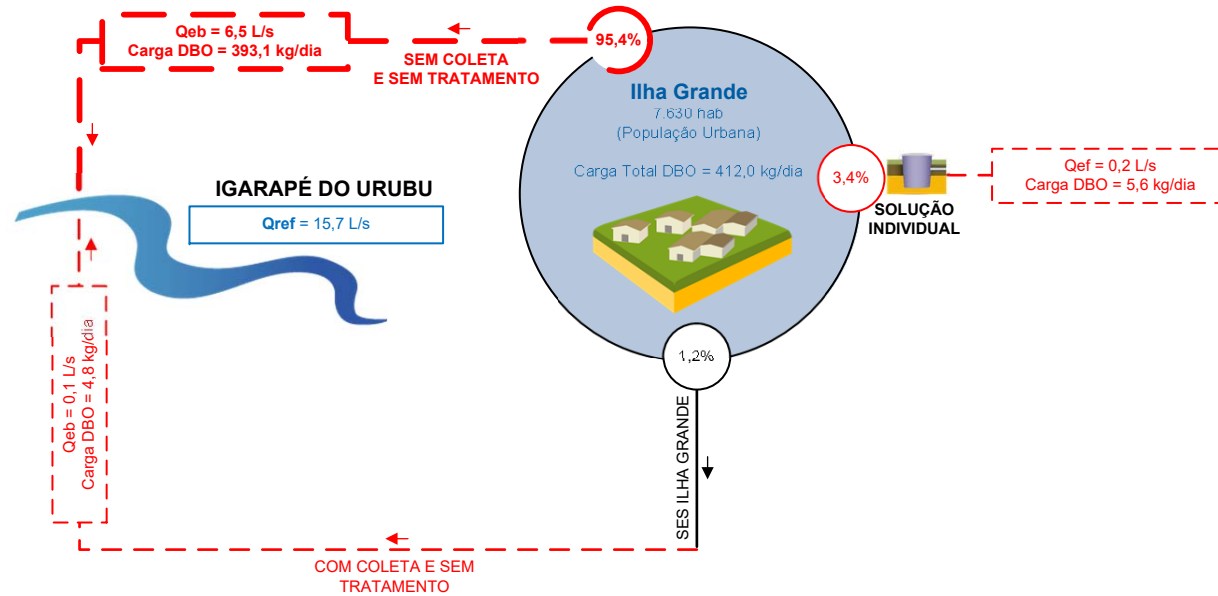 Qeb = 6,5 L/s
Carga DBO = 393,1 kg/dia
SEM COLETA
E SEM TRATAMENTO
95,4%
Ilha Grande
7.630 hab
(População Urbana)
Carga Total DBO = 412,0 kg/dia
3,4%
SOLUÇÃO
INDIVIDUAL
Qef = 0,2 L/s
Carga DBO = 5,6 kg/dia
IGARAPÉ DO URUBU
Qref = 15,7 L/s
1,2%
SES ILHA GRANDE
Qeb = 0,1 L/s
Carga DBO = 4,8 kg/dia
COM COLETA E SEM
TRATAMENTO